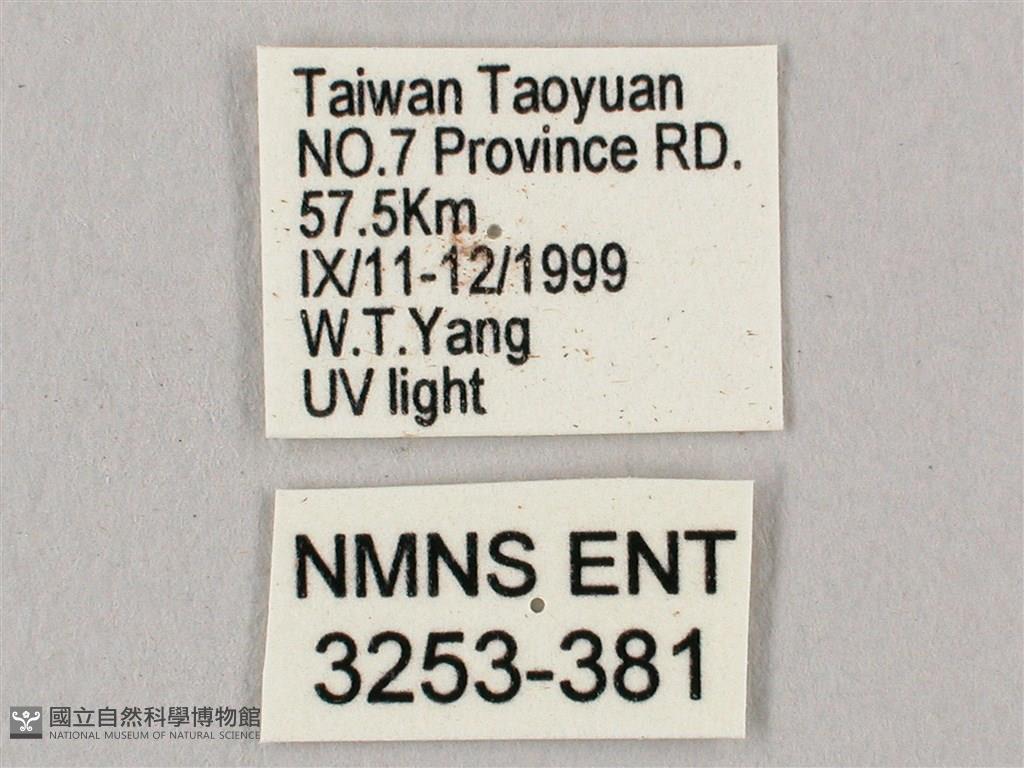 Taiwan Taoyuan
NO.7 Province RD.
57.5Km
IX/11-12/1999
W.T.Yang
UV light
NMNS ENT
3253-381
國立自然科學博物館
NATIONAL MUSEUM OF NATURAL SCIENCE